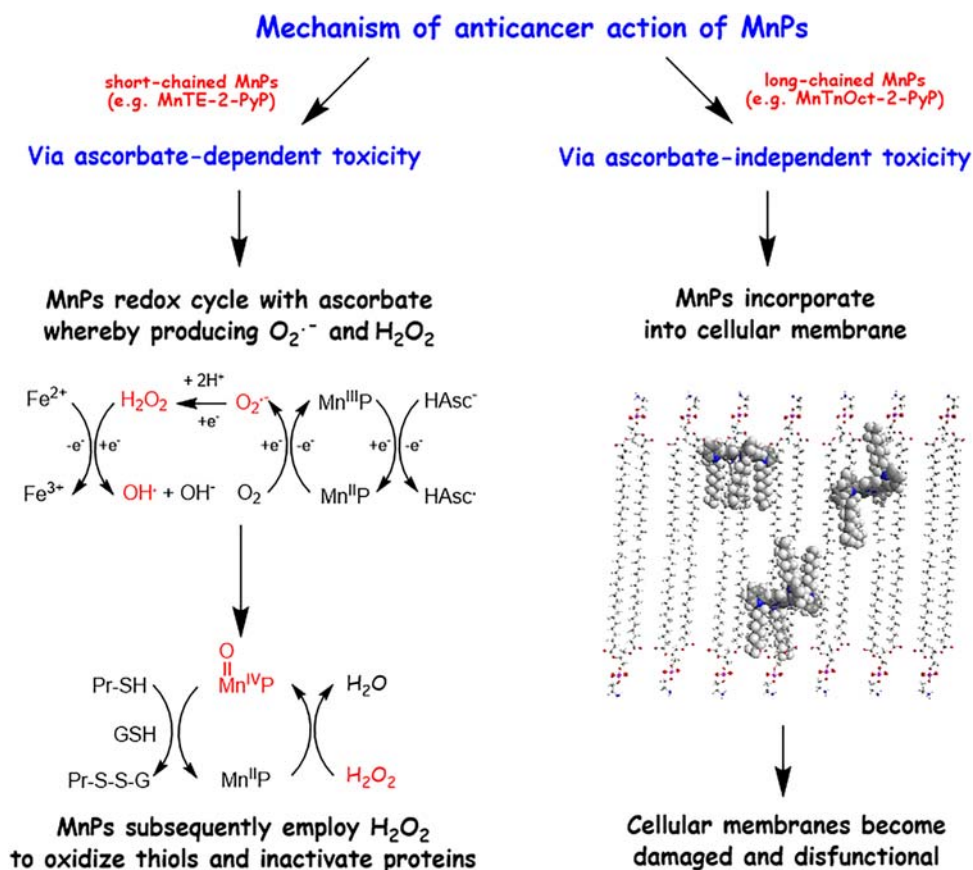 Mechanism of anticancer action of MnPs
short-chained MnPs
(e.g. MnTE-2-PyP)
long-chained MnPs
(e.g. MnTnOct-2-PyP)
Via ascorbate-dependent toxicity
Via ascorbate-independent toxicity
MnPs redox cycle with ascorbate
whereby producing O₂·⁻ and H₂O₂
MnPs incorporate
into cellular membrane
+ 2H⁺
Fe²⁺ H₂O₂ +e⁻ O₂·⁻ MnᴵᴵᴵP HAsc⁻
-e⁻ +e⁻ +e⁻ -e⁻ +e⁻ -e⁻
Fe³⁺ OH· + OH⁻ O₂ MnᴵᴵP HAsc·
O
Pr-SH MnᴵⱽP H₂O
GSH
Pr-S-S-G MnᴵᴵP H₂O₂
MnPs subsequently employ H₂O₂
to oxidize thiols and inactivate proteins
Cellular membranes become
damaged and disfunctional